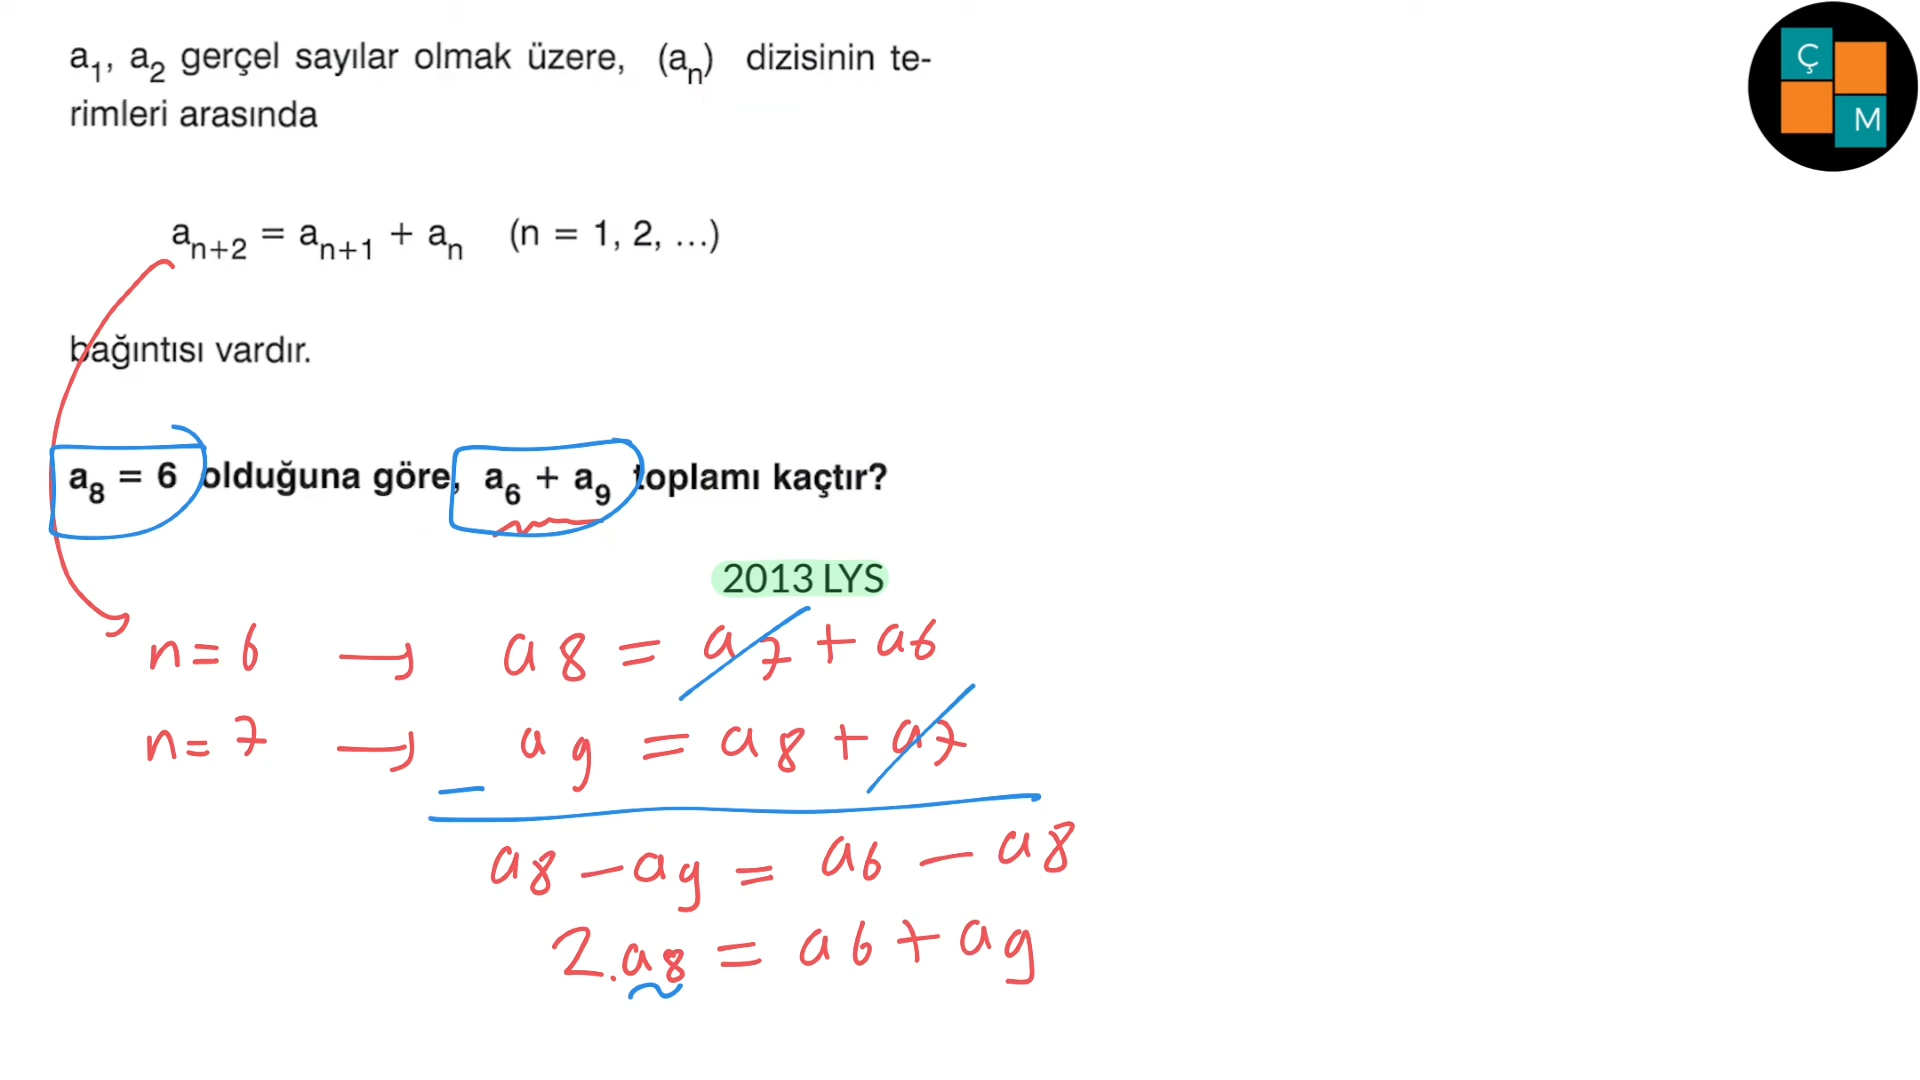 a₁, a₂ gerçel sayılar olmak üzere, (aₙ) dizisinin te-
rimleri arasında
Ç
M
aₙ₊₂ = aₙ₊₁ + aₙ (n = 1, 2, ...)
bağıntısı vardır.
a₈ = 6 olduğuna göre, a₆ + a₉ toplamı kaçtır?
2013 LYS
n=6 → a8 = a7 + a6
n=7 → a9 = a8 + a7
–
a8 – a9 = a6 – a8
2.a8 = a6 + a9